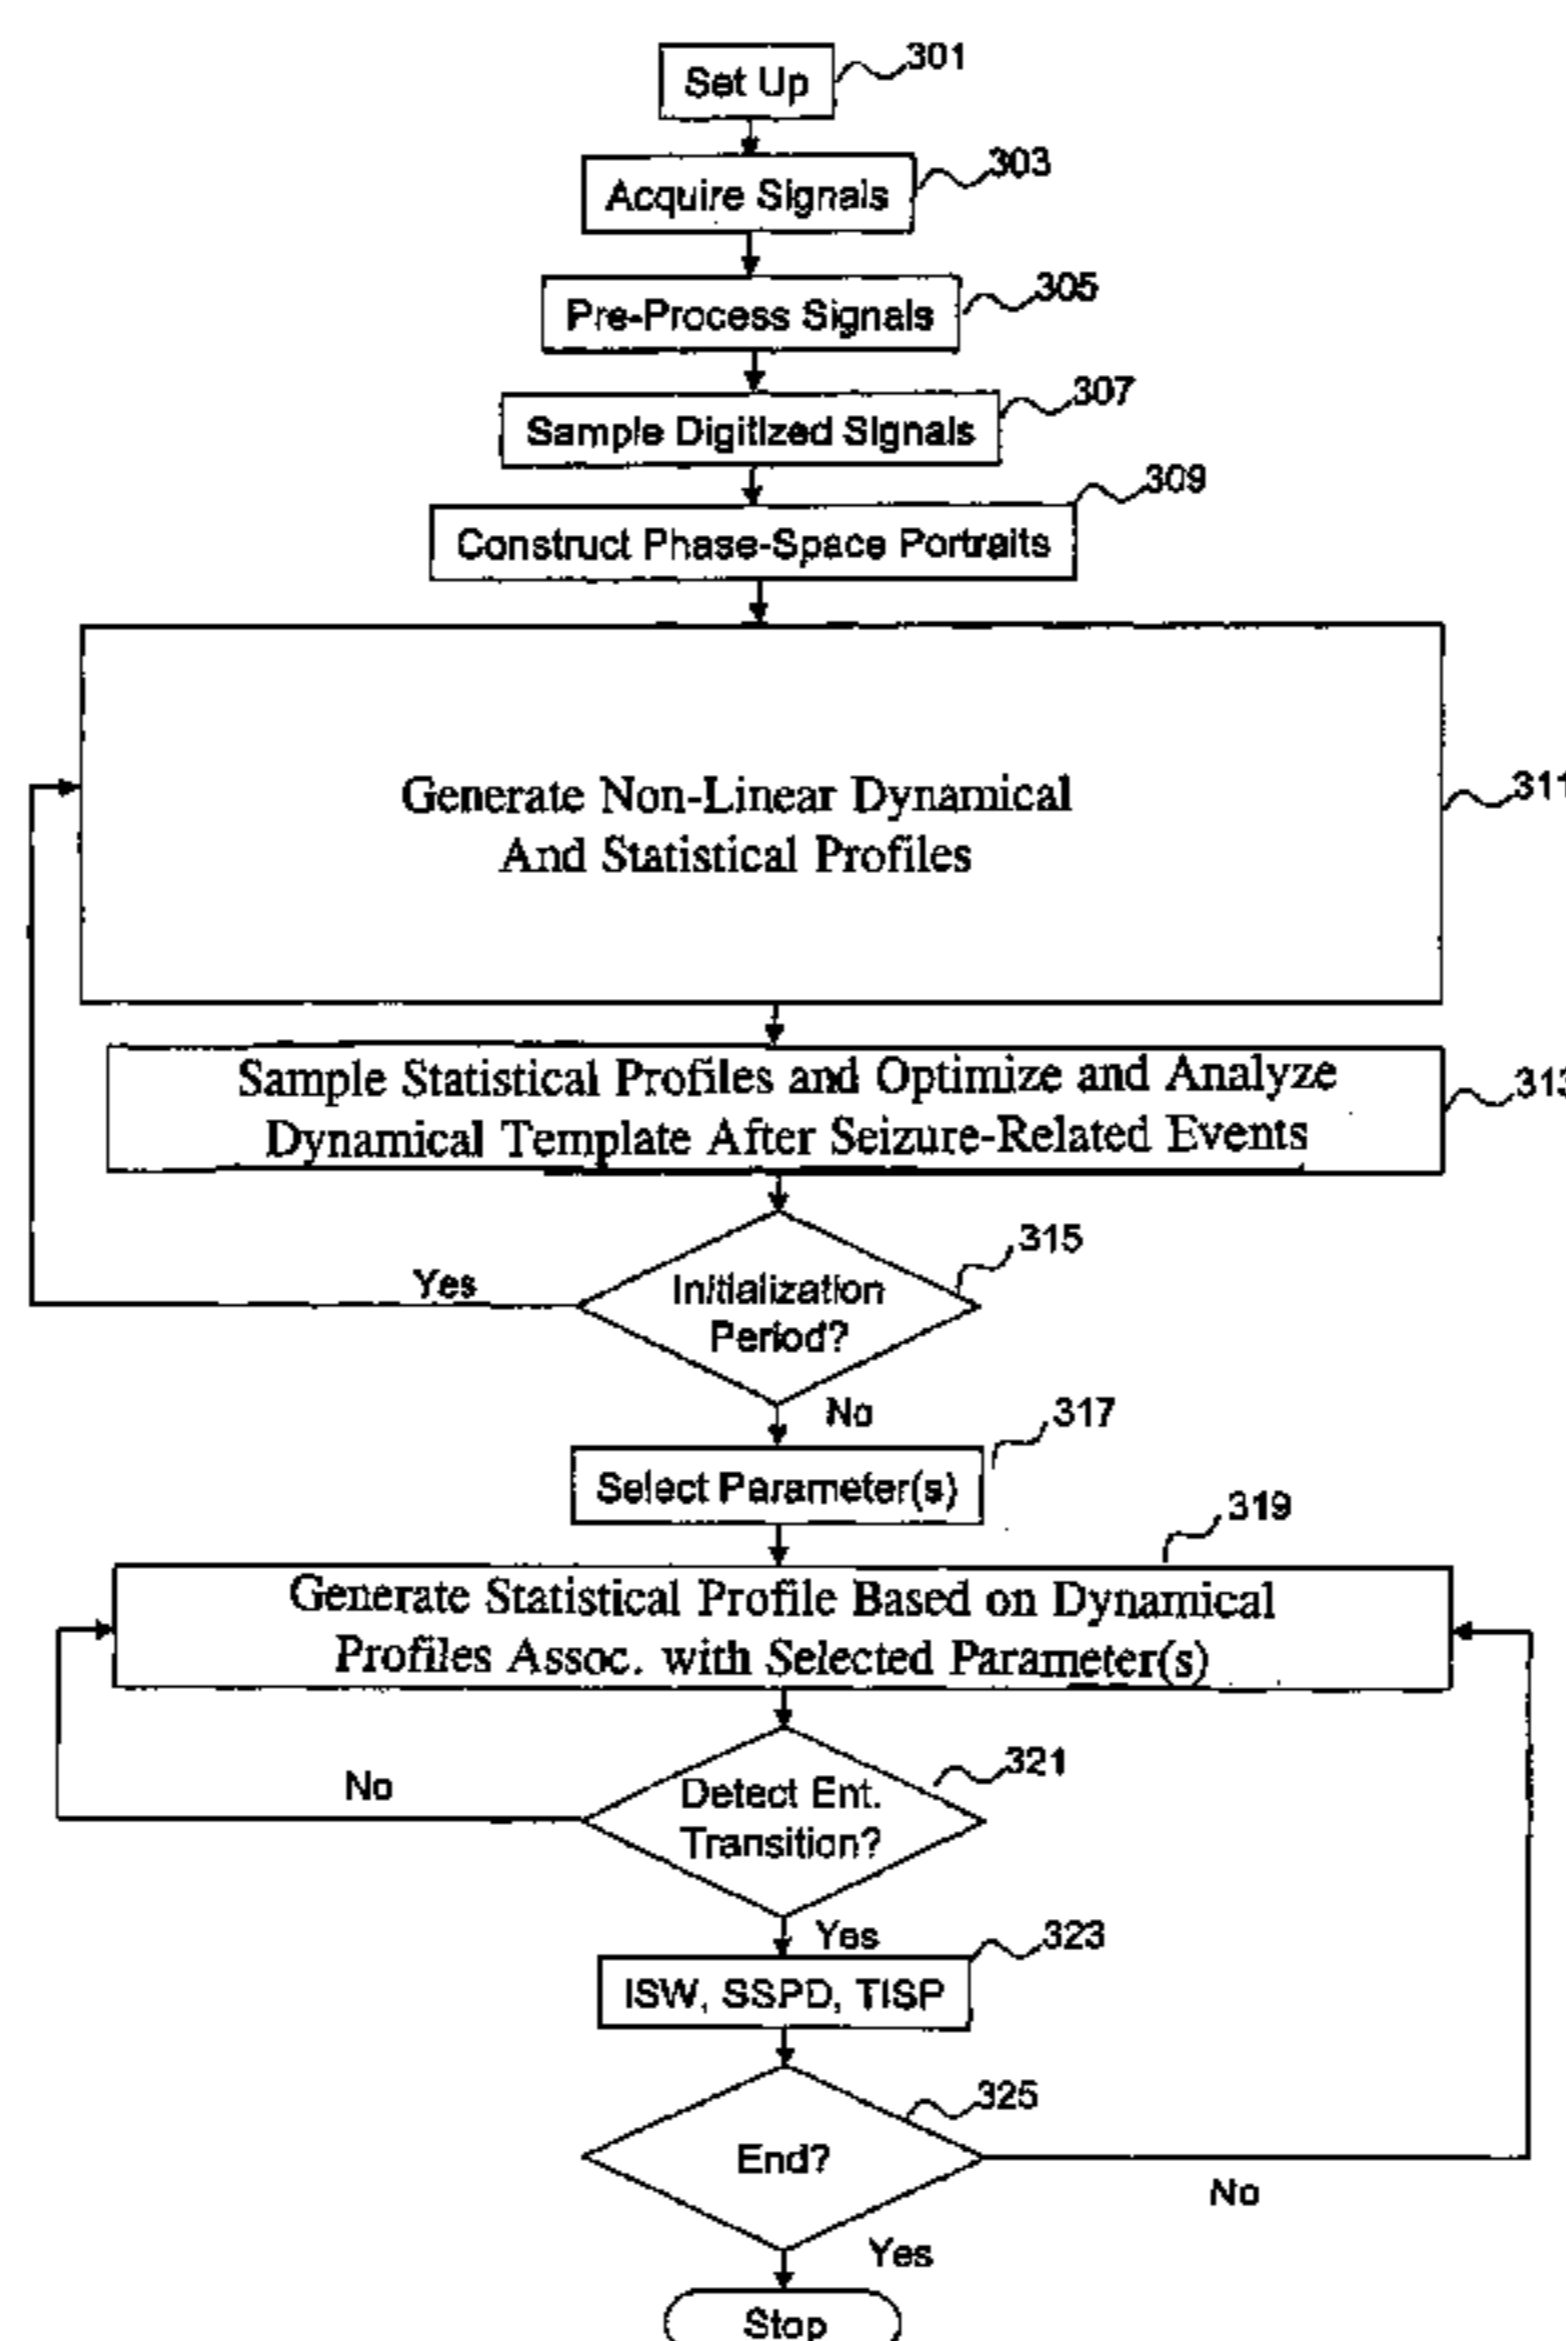 301
Set Up
303
Acquire Signals
305
Pre-Process Signals
307
Sample Digitized Signals
309
Construct Phase-Space Portraits
Generate Non-Linear Dynamical
And Statistical Profiles
311
Sample Statistical Profiles and Optimize and Analyze
Dynamical Template After Seizure-Related Events
313
315
Yes
Initialization
Period?
No
317
Select Parameter(s)
319
Generate Statistical Profile Based on Dynamical
Profiles Assoc. with Selected Parameter(s)
321
No
Detect Ent.
Transition?
Yes
323
ISW, SSPD, TISP
325
End?
No
Yes
Stop